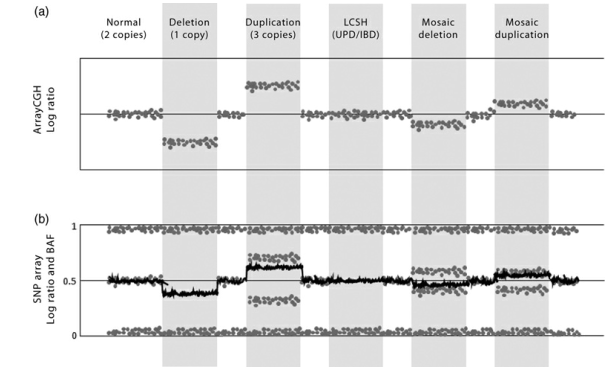 (a)
Normal
(2 copies)
Deletion
(1 copy)
Duplication
(3 copies)
LCSH
(UPD/IBD)
Mosaic
deletion
Mosaic
duplication
ArrayCGH
Log ratio
(b)
SNP array
Log ratio and BAF
1
0.5
0